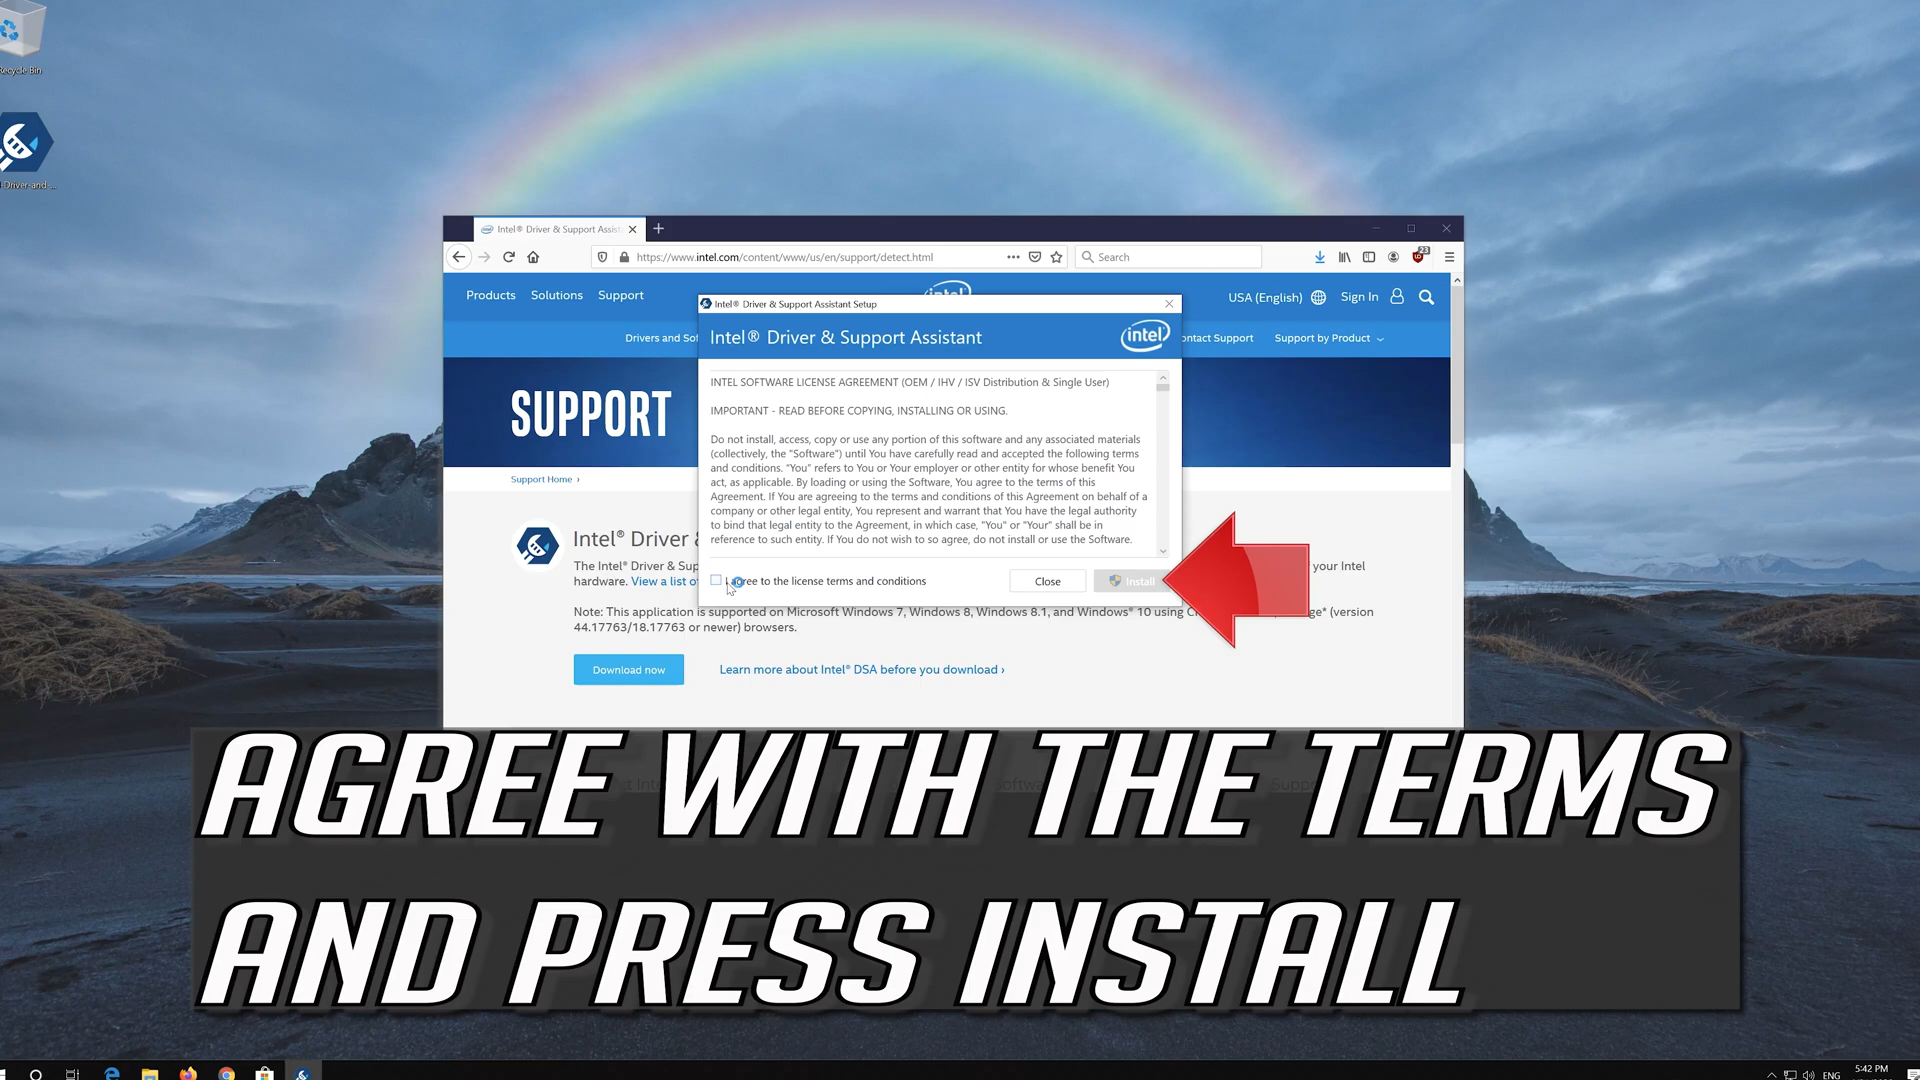 Recycle Bin
-Driver-and-...
Intel® Driver & Support Assist
https://www.intel.com/content/www/us/en/support/detect.html
Search
23
Products
Solutions
Support
intel
USA (English)
Sign In
Drivers and Sof
ontact Support
Support by Product
Intel® Driver & Support Assistant Setup
Intel® Driver & Support Assistant
intel
SUPPORT
INTEL SOFTWARE LICENSE AGREEMENT (OEM / IHV / ISV Distribution & Single User)
IMPORTANT - READ BEFORE COPYING, INSTALLING OR USING.
Do not install, access, copy or use any portion of this software and any associated materials
(collectively, the "Software") until You have carefully read and accepted the following terms
and conditions. "You" refers to You or Your employer or other entity for whose benefit You
act, as applicable. By loading or using the Software, You agree to the terms of this
Agreement. If You are agreeing to the terms and conditions of this Agreement on behalf of a
company or other legal entity, You represent and warrant that You have the legal authority
to bind that legal entity to the Agreement, in which case, "You" or "Your" shall be in
reference to such entity. If You do not wish to so agree, do not install or use the Software.
I agree to the license terms and conditions
Close
Install
Support Home ›
Intel® Driver &
The Intel® Driver & Sup
your Intel
hardware. View a list o
Note: This application is supported on Microsoft Windows 7, Windows 8, Windows 8.1, and Windows* 10 using C
ge* (version
44.17763/18.17763 or newer) browsers.
Download now
Learn more about Intel® DSA before you download ›
AGREE WITH THE TERMS
AND PRESS INSTALL
ENG
5:42 PM